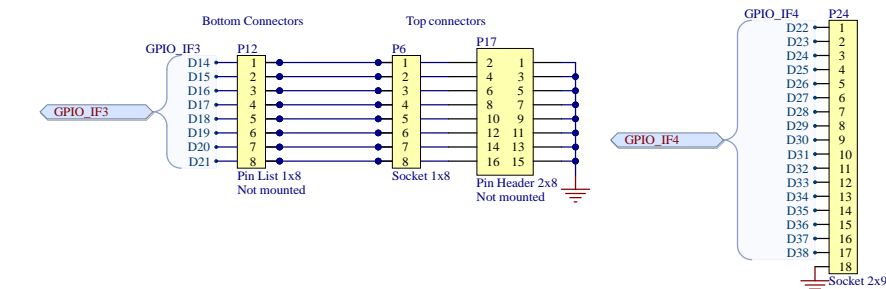 Bottom Connectors
Top connectors
GPIO_IF3
P12
P6
P17
D14 1 1 2 1
D15 2 2 4 3
D16 3 3 6 5
D17 4 4 8 7
D18 5 5 10 9
D19 6 6 12 11
D20 7 7 14 13
D21 8 8 16 15
GPIO_IF3
Pin List 1x8
Not mounted
Socket 1x8
Pin Header 2x8
Not mounted
GPIO_IF4
P24
D22 1
D23 2
D24 3
D25 4
D26 5
D27 6
D28 7
D29 8
D30 9
D31 10
D32 11
D33 12
D34 13
D35 14
D36 15
D37 16
D38 17
18
GPIO_IF4
Socket 2x9